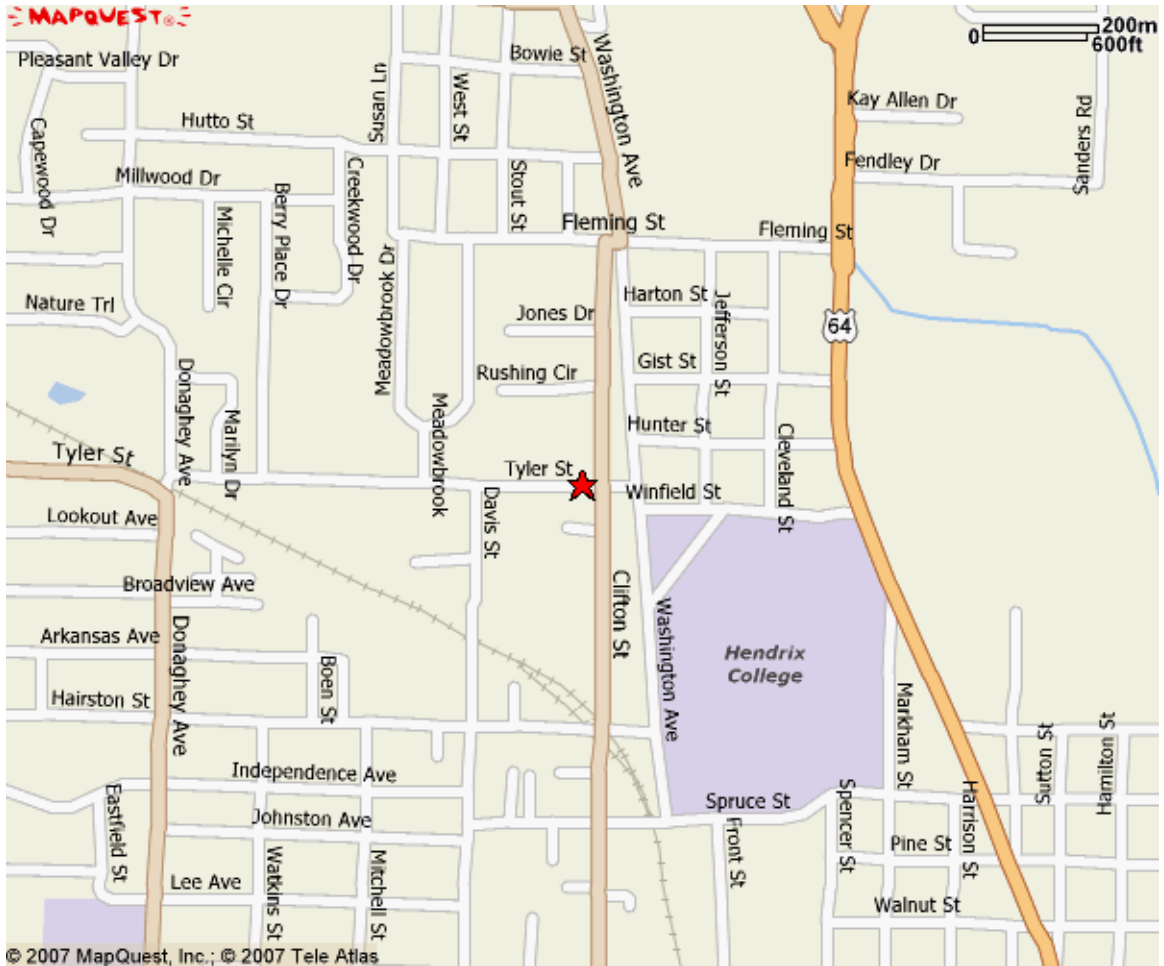 MAPQUEST®
200m
0
600ft
Bowie St
Washington Ave
Pleasant Valley Dr
Susan Ln
West St
Kay Allen Dr
Sanders Rd
Hutto St
Capewood Dr
Fendley Dr
Millwood Dr
Creekwood Dr
Stout St
Berry Place Dr
Michelle Cir
Fleming St
Fleming St
Meadowbrook Dr
Nature Trl
Harton St
Jefferson St
Jones Dr
64
Gist St
Rushing Cir
Donaghey Ave
Marilyn Dr
Meadowbrook
Hunter St
Cleveland St
Tyler St
Tyler St
Winfield St
Davis St
Lookout Ave
Broadview Ave
Clifton St
Washington Ave
Arkansas Ave
Donaghey Ave
Boen St
Hendrix
College
Hairston St
Markham St
Independence Ave
Sutton St
Hamilton St
Spruce St
Spencer St
Harrison St
Eastfield St
Johnston Ave
Front St
Pine St
Watkins St
Mitchell St
Lee Ave
Walnut St
© 2007 MapQuest, Inc.; © 2007 Tele Atlas